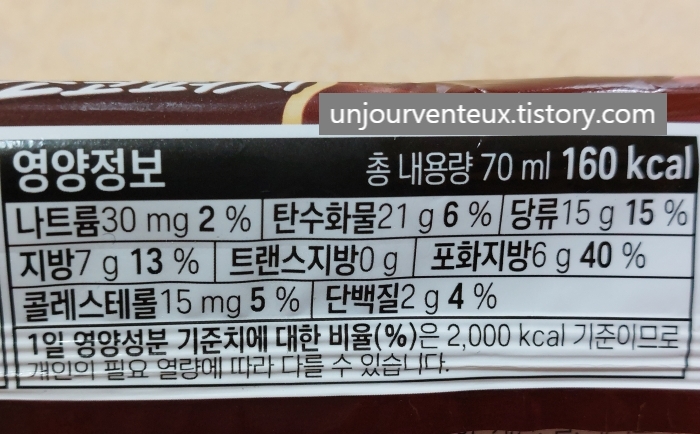 unjourventeux.tistory.com
영양정보 총 내용량 70 ml 160 kcal
나트륨30 mg 2 % 탄수화물21 g 6 % 당류15 g 15 %
지방7 g 13 % 트랜스지방0 g 포화지방6 g 40 %
콜레스테롤15 mg 5 % 단백질2 g 4 %
1일 영양성분 기준치에 대한 비율(%)은 2,000 kcal 기준이므로
개인의 필요 열량에 따라 다를 수 있습니다.